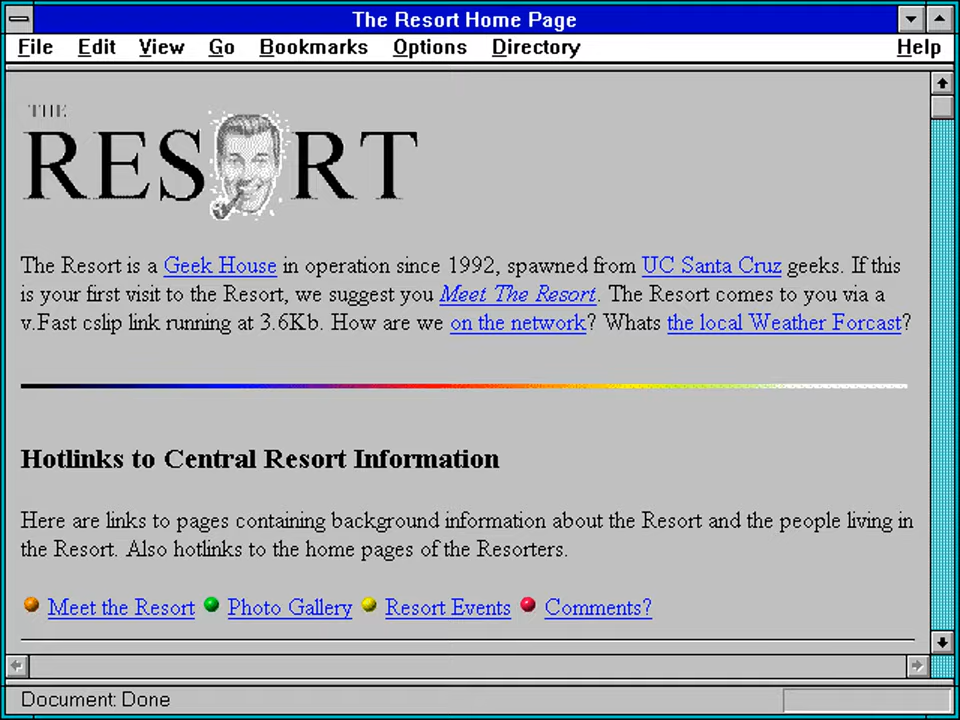 The Resort Home Page
File Edit View Go Bookmarks Options Directory Help
THE
RESORT
The Resort is a Geek House in operation since 1992, spawned from UC Santa Cruz geeks. If this
is your first visit to the Resort, we suggest you Meet The Resort. The Resort comes to you via a
v.Fast cslip link running at 3.6Kb. How are we on the network? Whats the local Weather Forcast?
Hotlinks to Central Resort Information
Here are links to pages containing background information about the Resort and the people living in
the Resort. Also hotlinks to the home pages of the Resorters.
Meet the Resort Photo Gallery Resort Events Comments?
Document: Done